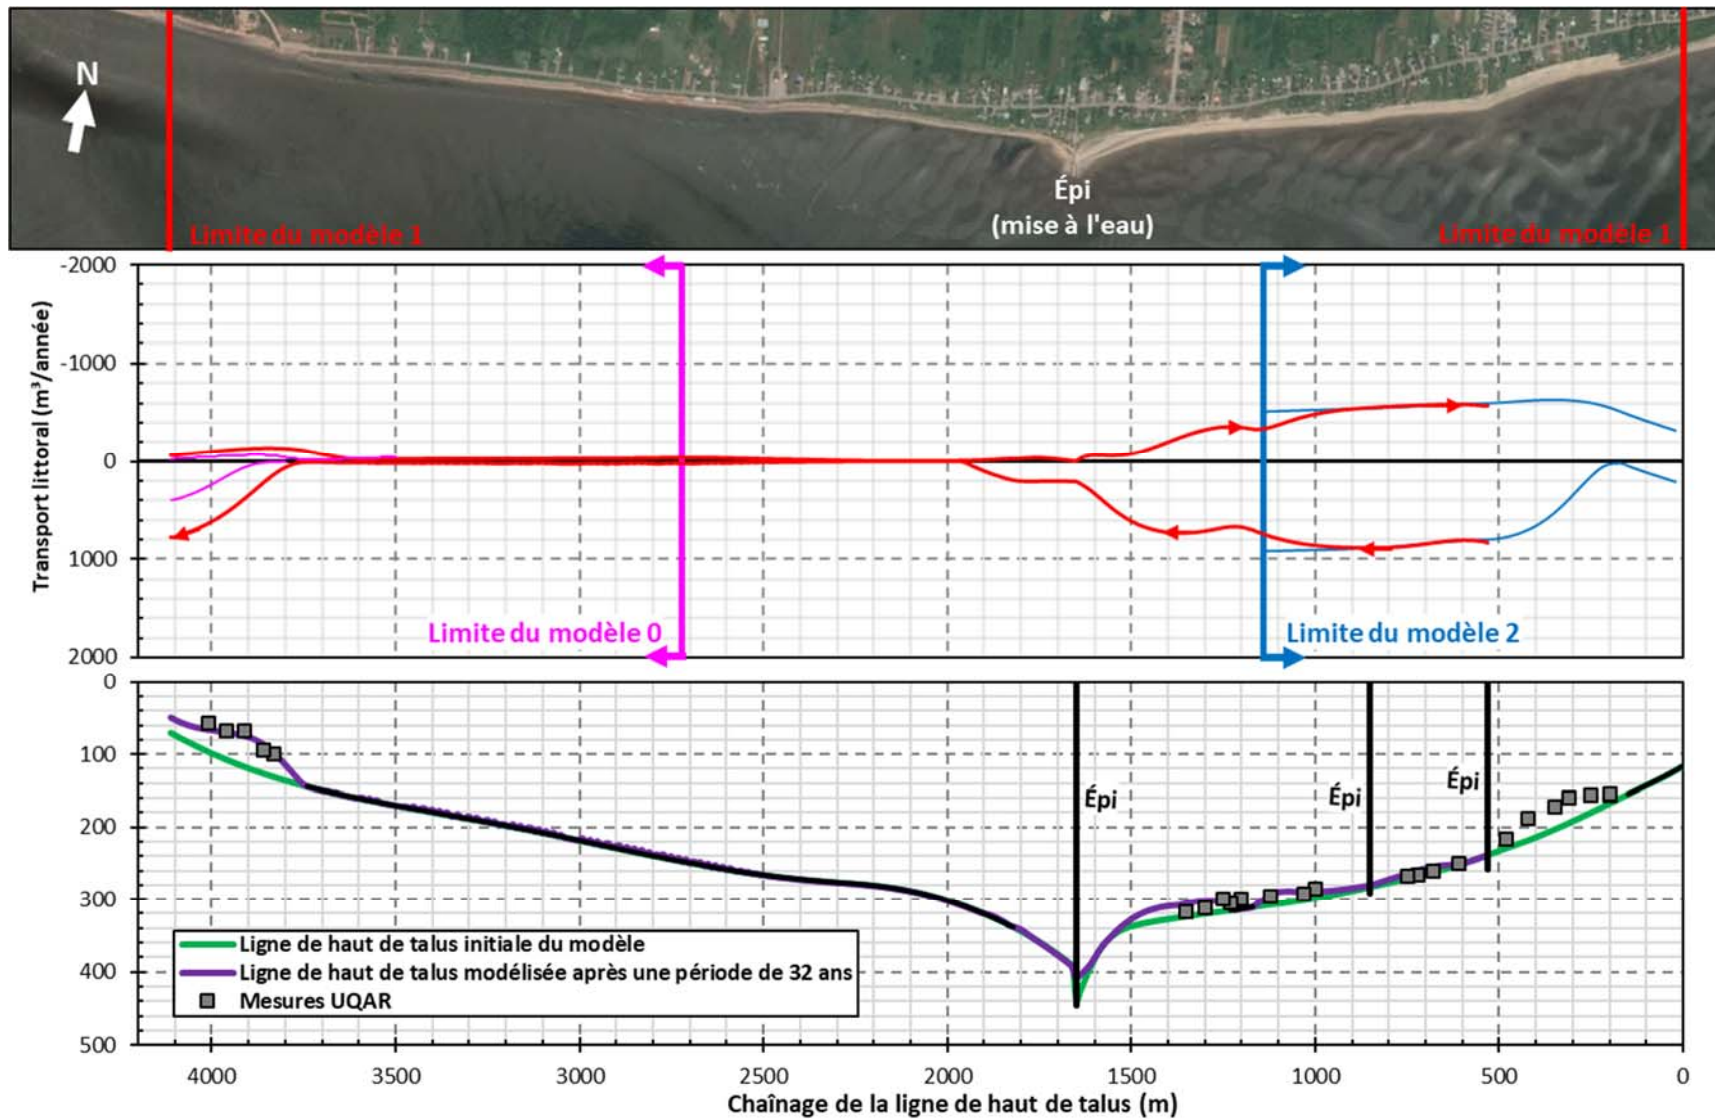 N
Épi
(mise à l'eau)
Limite du modèle 1
Limite du modèle 1
Transport littoral (m³/année)
-2000
-1000
0
1000
2000
Limite du modèle 0
Limite du modèle 2
0
100
200
300
400
500
Épi
Épi
Épi
Ligne de haut de talus initiale du modèle
Ligne de haut de talus modélisée après une période de 32 ans
Mesures UQAR
4000
3500
3000
2500
2000
1500
1000
500
0
Chaînage de la ligne de haut de talus (m)